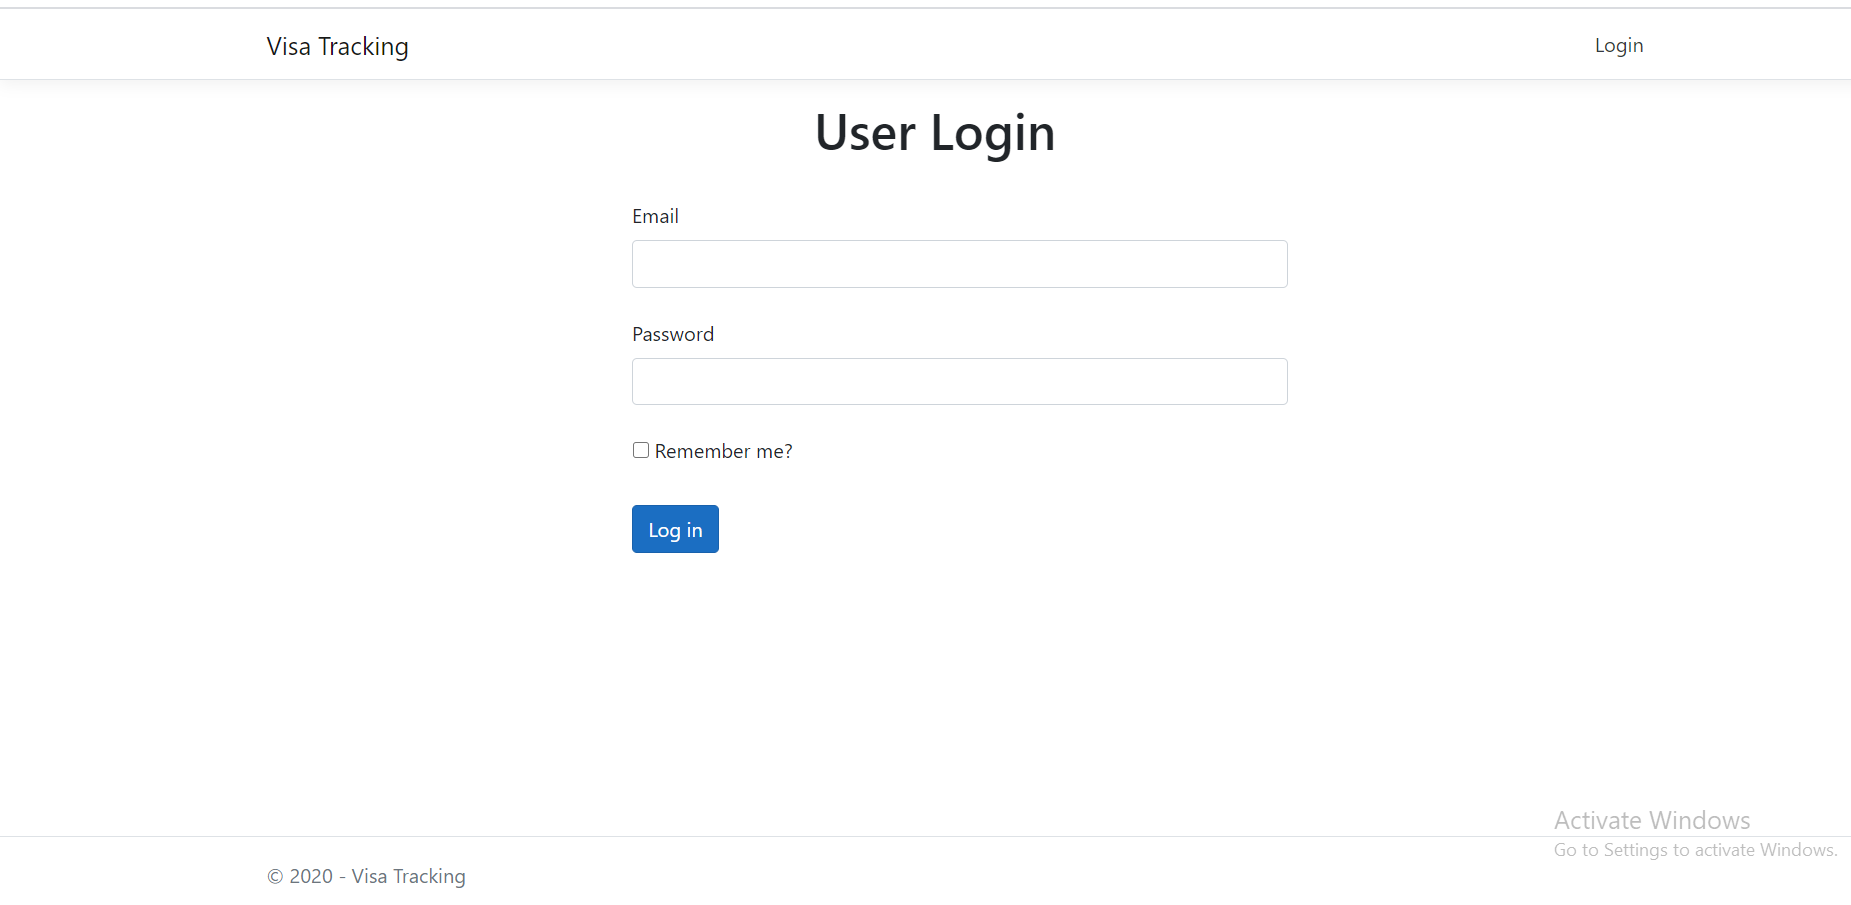 Visa Tracking
Login
User Login
Email
Password
Remember me?
Log in
Activate Windows
Go to Settings to activate Windows.
© 2020 - Visa Tracking